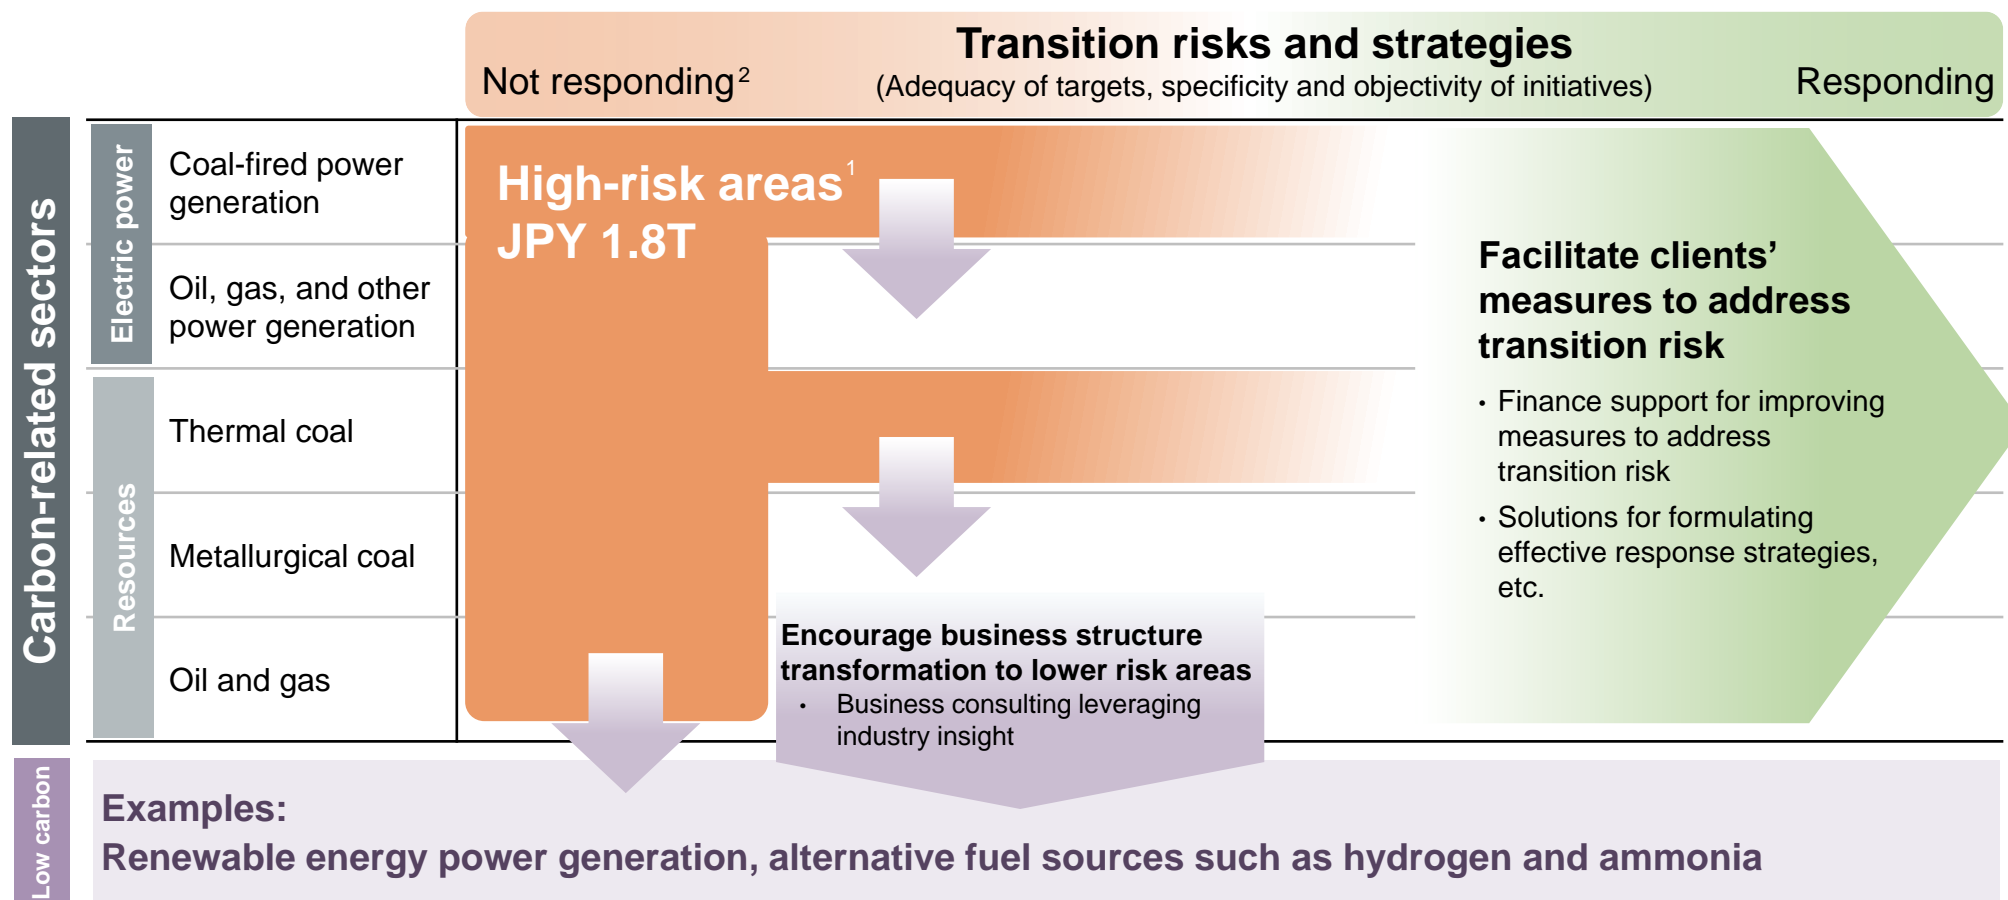 Transition risks and strategies
Not responding2
(Adequacy of targets, specificity and objectivity of initiatives)
Responding
Carbon-related sectors
Electric power
Coal-fired power
generation
Oil, gas, and other
power generation
Resources
Thermal coal
Metallurgical coal
Oil and gas
High-risk areas1
JPY 1.8T
Facilitate clients’
measures to address
transition risk
• Finance support for improving
measures to address
transition risk
• Solutions for formulating
effective response strategies,
etc.
Encourage business structure
transformation to lower risk areas
• Business consulting leveraging
industry insight
Low carbon
Examples:
Renewable energy power generation, alternative fuel sources such as hydrogen and ammonia